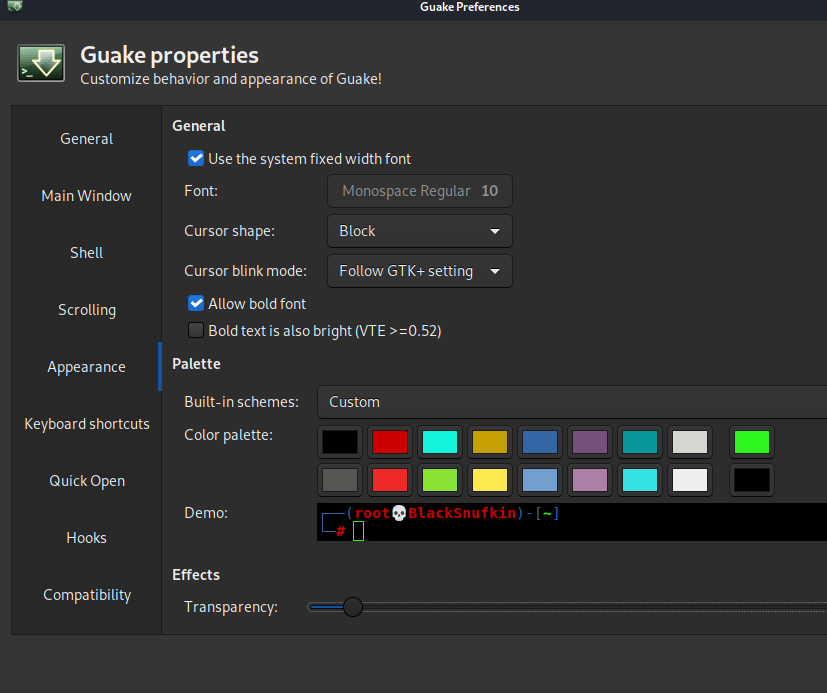 Guake Preferences
Guake properties
Customize behavior and appearance of Guake!
General
Main Window
Shell
Scrolling
Appearance
Keyboard shortcuts
Quick Open
Hooks
Compatibility
General
Use the system fixed width font
Font: Monospace Regular 10
Cursor shape: Block
Cursor blink mode: Follow GTK+ setting
Allow bold font
Bold text is also bright (VTE >=0.52)
Palette
Built-in schemes: Custom
Color palette:
Demo: ┌──(root💀BlackSnufkin)-[~]
└─#
Effects
Transparency: